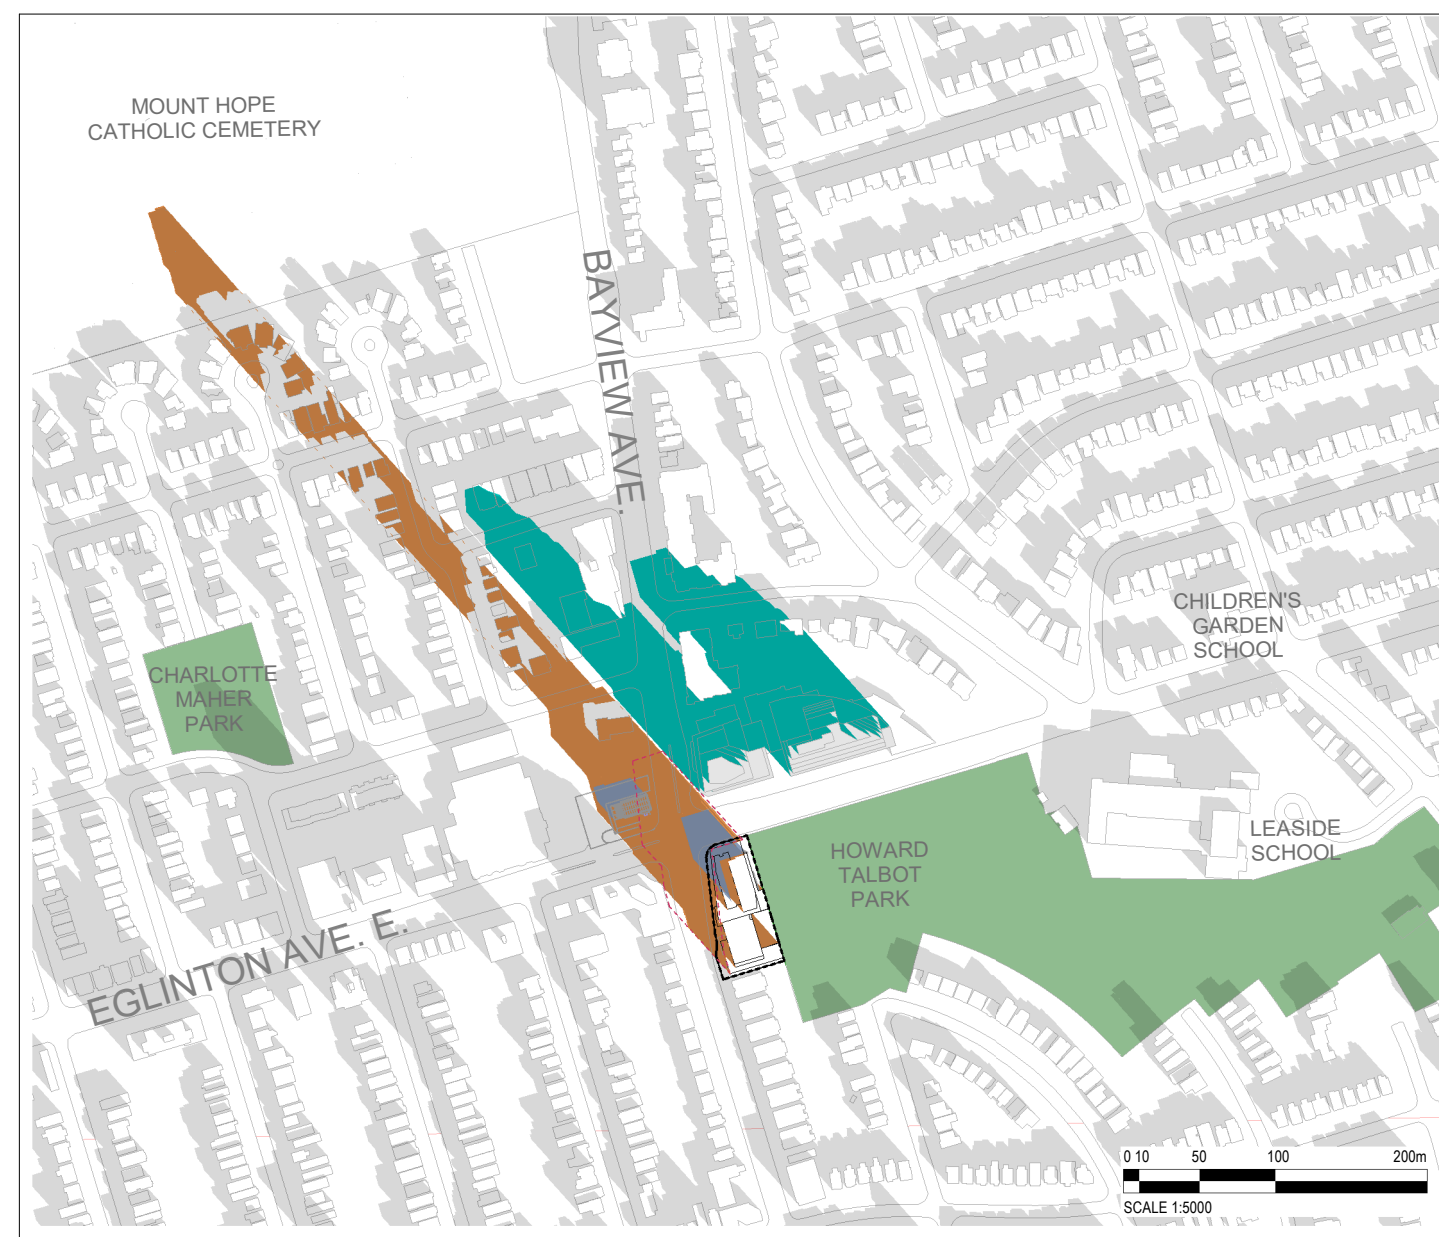 MOUNT HOPE
CATHOLIC CEMETERY
BAYVIEW AVE.
CHILDREN'S
GARDEN
SCHOOL
CHARLOTTE
MAHER
PARK
LEASIDE
SCHOOL
HOWARD
TALBOT
PARK
EGLINTON AVE. E.
0 10 50 100 200m
SCALE 1:5000